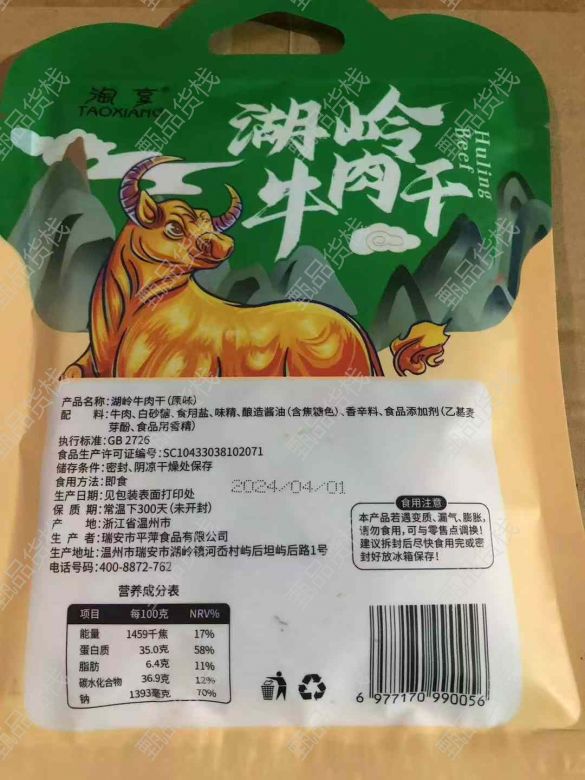 淘享®
TAOXIANG
湖岭
牛肉干
Huling
Beef
产品名称:湖岭牛肉干(原味)
配 料:牛肉、白砂糖、食用盐、味精、酿造酱油(含焦糖色)、香辛料、食品添加剂(乙基麦
芽酚、食品用香精)
执行标准:GB 2726
食品生产许可证编号:SC10433038102071
储存条件:密封、阴凉干燥处保存
食用方法:即食
生产日期:见包装表面打印处
2024/04/01
保 质 期:常温下300天(未开封)
产 地:浙江省温州市
生 产 者:瑞安市平萍食品有限公司
生产地址:温州市瑞安市湖岭镇河岙村屿后坦屿后路1号
电话号码:400-8872-762
食用注意
本产品若遇变质、漏气、膨胀,
请勿食用,可与零售点调换!
建议拆封后尽快食用完或密
封好放冰箱保存!
营养成分表
项目 每100克 NRV%
能量 1459千焦 17%
蛋白质 35.0克 58%
脂肪 6.4克 11%
碳水化合物 36.9克 12%
钠 1393毫克 70%
6 977170 990056
甄品货栈